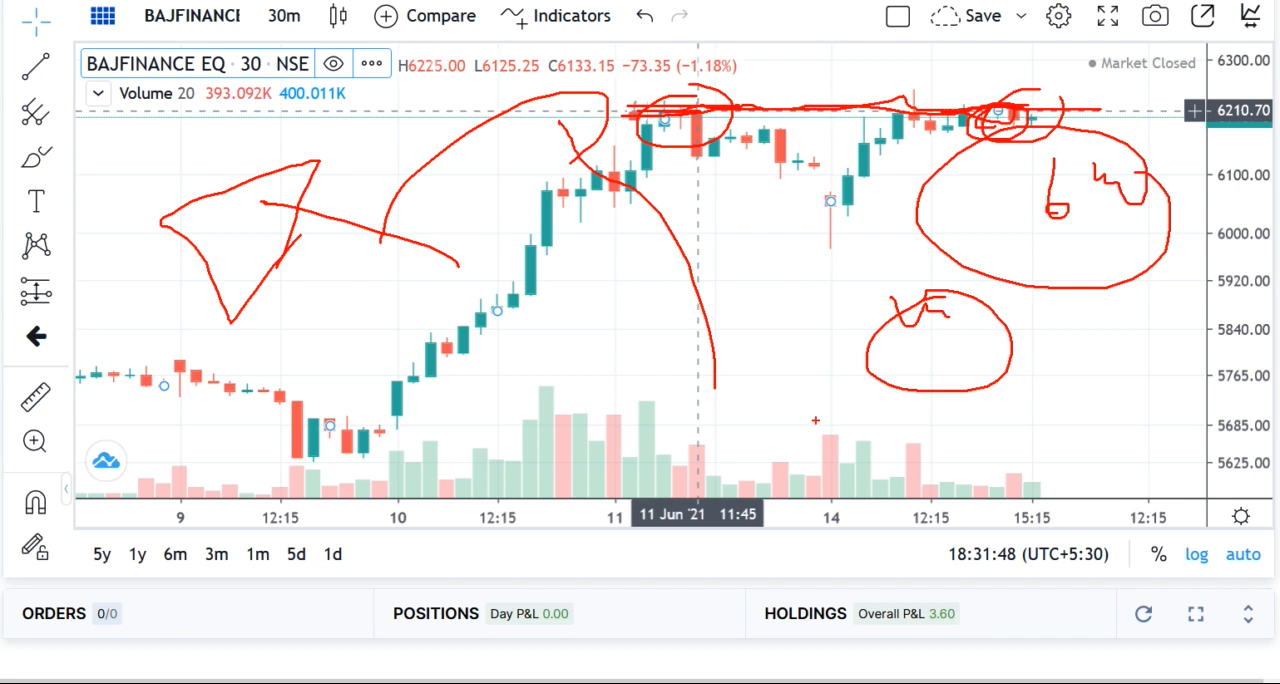 BAJFINANCE 30m Compare Indicators Save
BAJFINANCE EQ · 30 · NSE H6225.00 L6125.25 C6133.15 −73.35 (−1.18%)
Market Closed
6300.00
Volume 20 393.092K 400.011K
6210.70
6100.00
6000.00
5920.00
5840.00
5765.00
5685.00
5625.00
9 12:15 10 12:15 11 11 Jun '21 11:45 14 12:15 15:15 12:15
5y 1y 6m 3m 1m 5d 1d 18:31:48 (UTC+5:30) % log auto
ORDERS 0/0 POSITIONS Day P&L 0.00 HOLDINGS Overall P&L 3.60